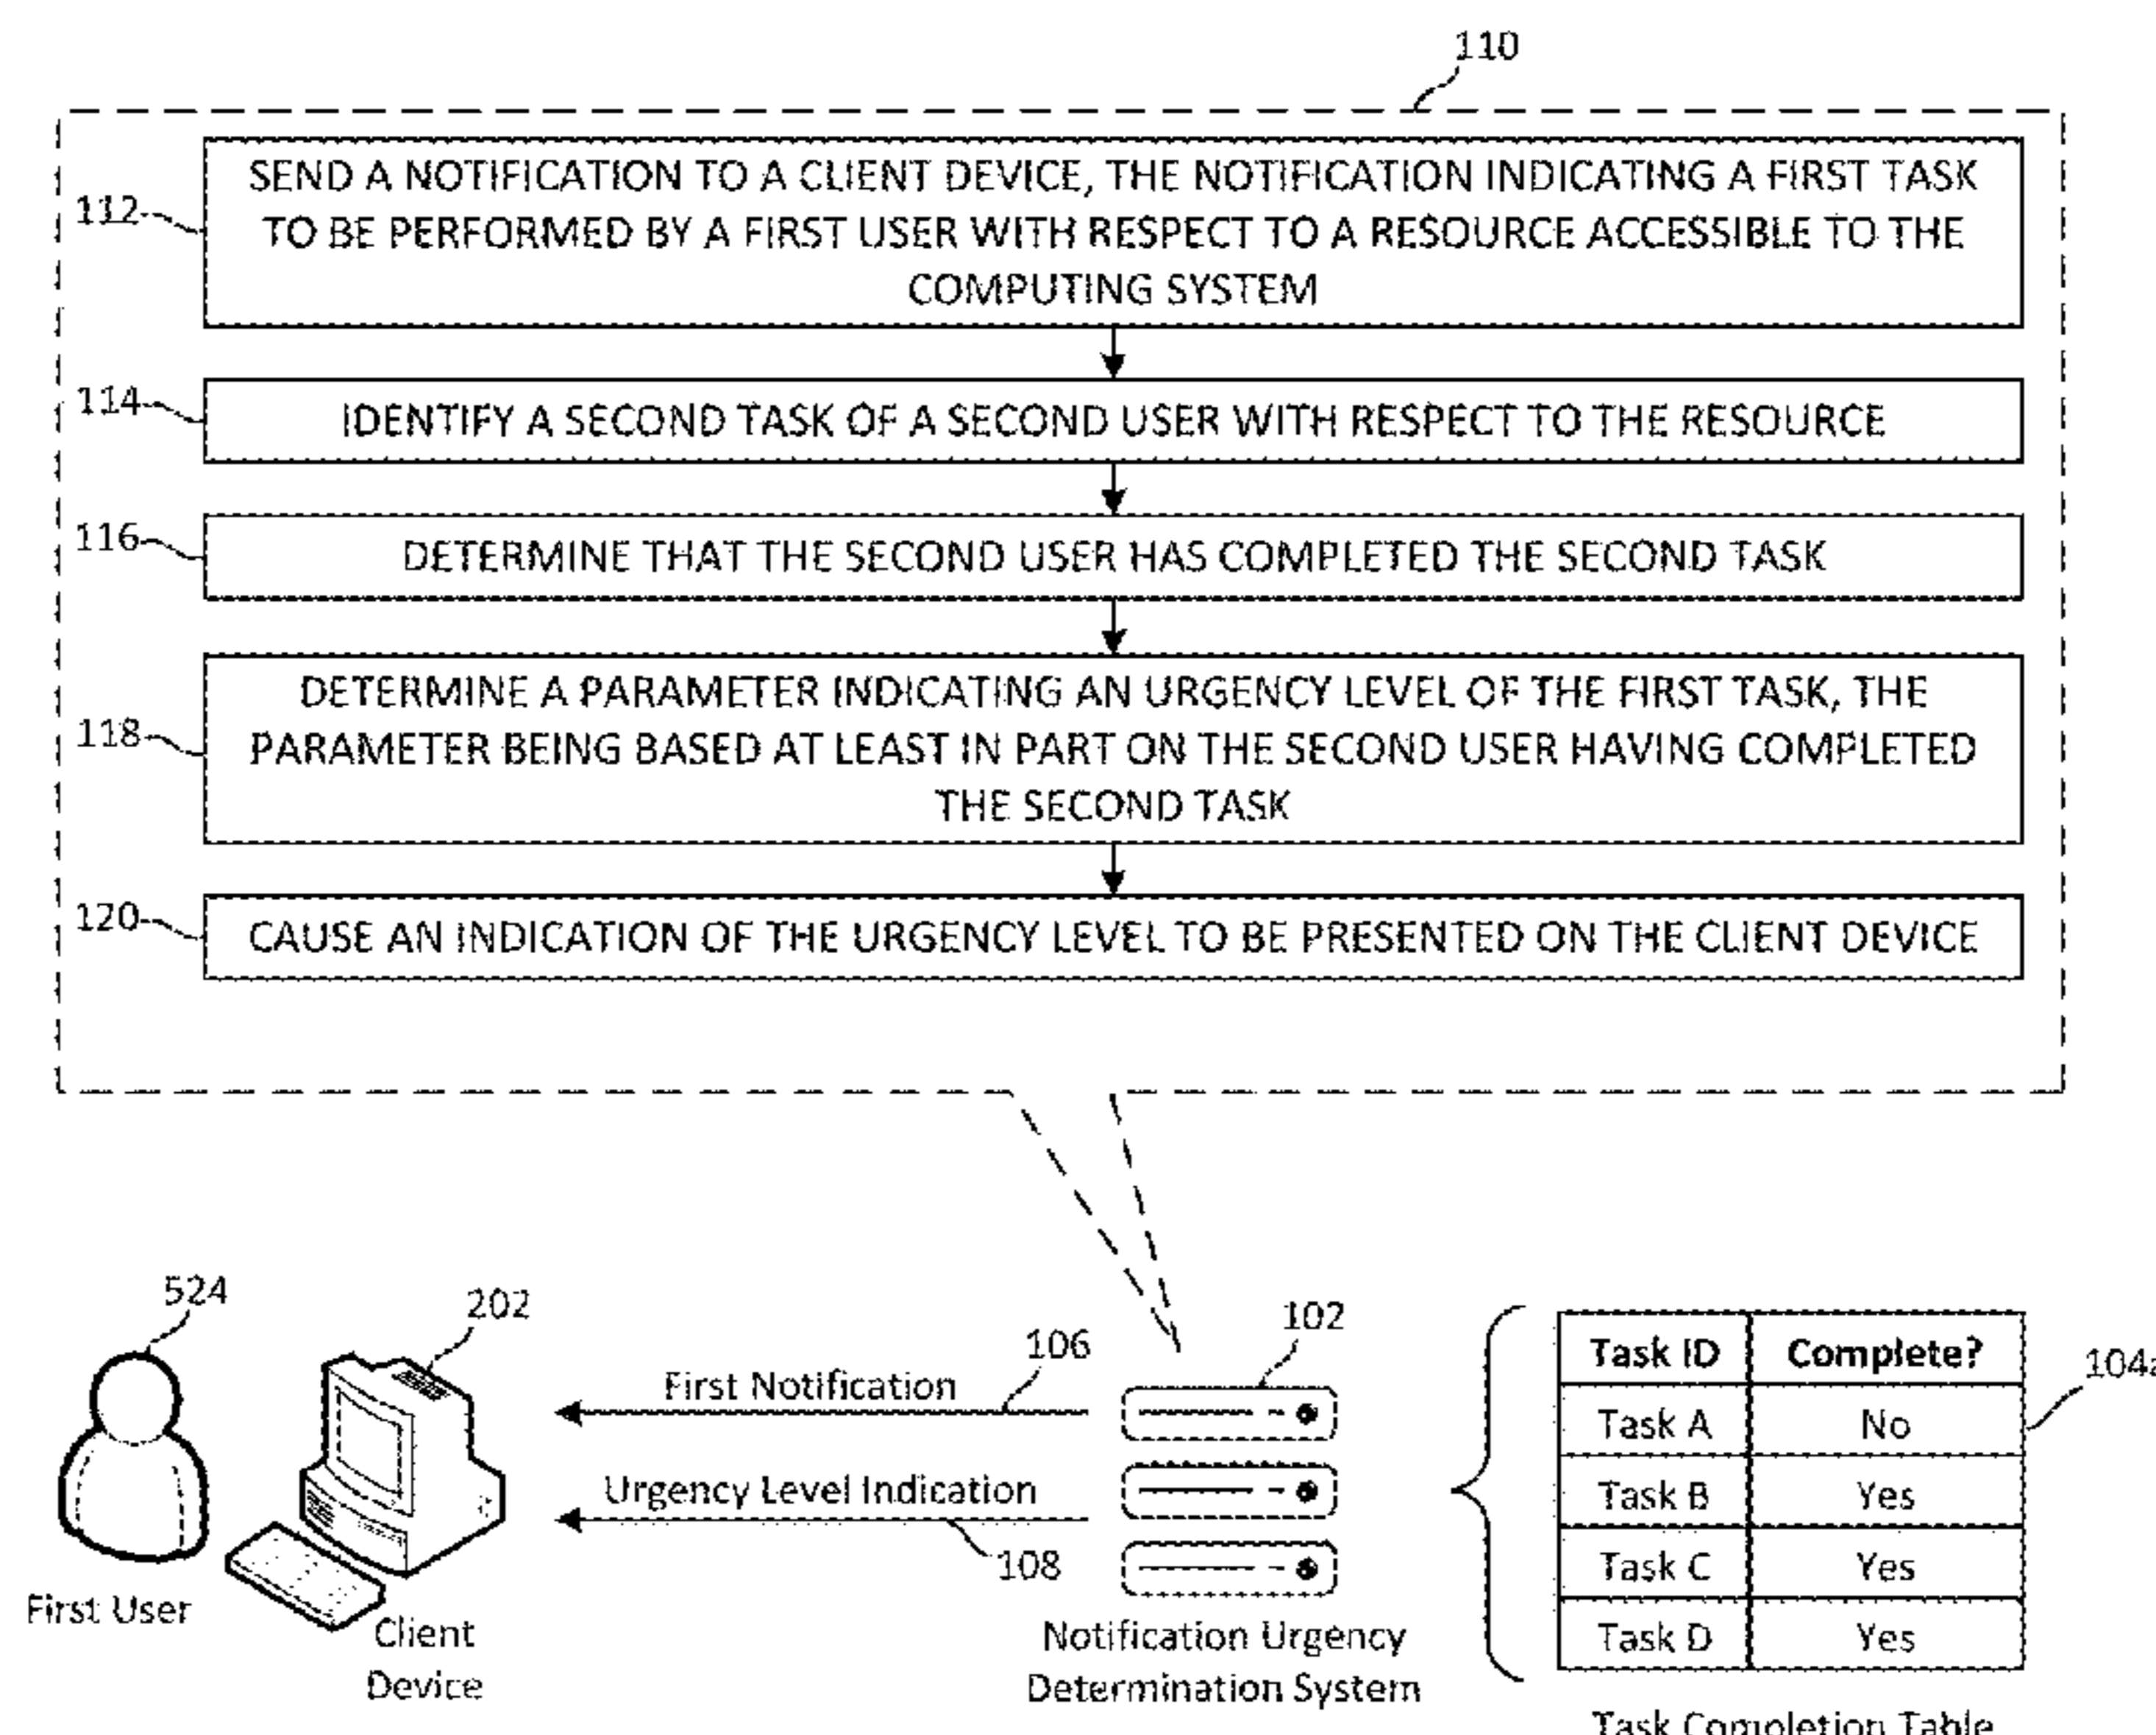 110
112
SEND A NOTIFICATION TO A CLIENT DEVICE, THE NOTIFICATION INDICATING A FIRST TASK
TO BE PERFORMED BY A FIRST USER WITH RESPECT TO A RESOURCE ACCESSIBLE TO THE
COMPUTING SYSTEM
114
IDENTIFY A SECOND TASK OF A SECOND USER WITH RESPECT TO THE RESOURCE
116
DETERMINE THAT THE SECOND USER HAS COMPLETED THE SECOND TASK
118
DETERMINE A PARAMETER INDICATING AN URGENCY LEVEL OF THE FIRST TASK, THE
PARAMETER BEING BASED AT LEAST IN PART ON THE SECOND USER HAVING COMPLETED
THE SECOND TASK
120
CAUSE AN INDICATION OF THE URGENCY LEVEL TO BE PRESENTED ON THE CLIENT DEVICE
524
First User
202
Client
Device
106
First Notification
Urgency Level Indication
108
102
Notification Urgency
Determination System
Task ID Complete?
Task A No
Task B Yes
Task C Yes
Task D Yes
104a
Task Completion Table